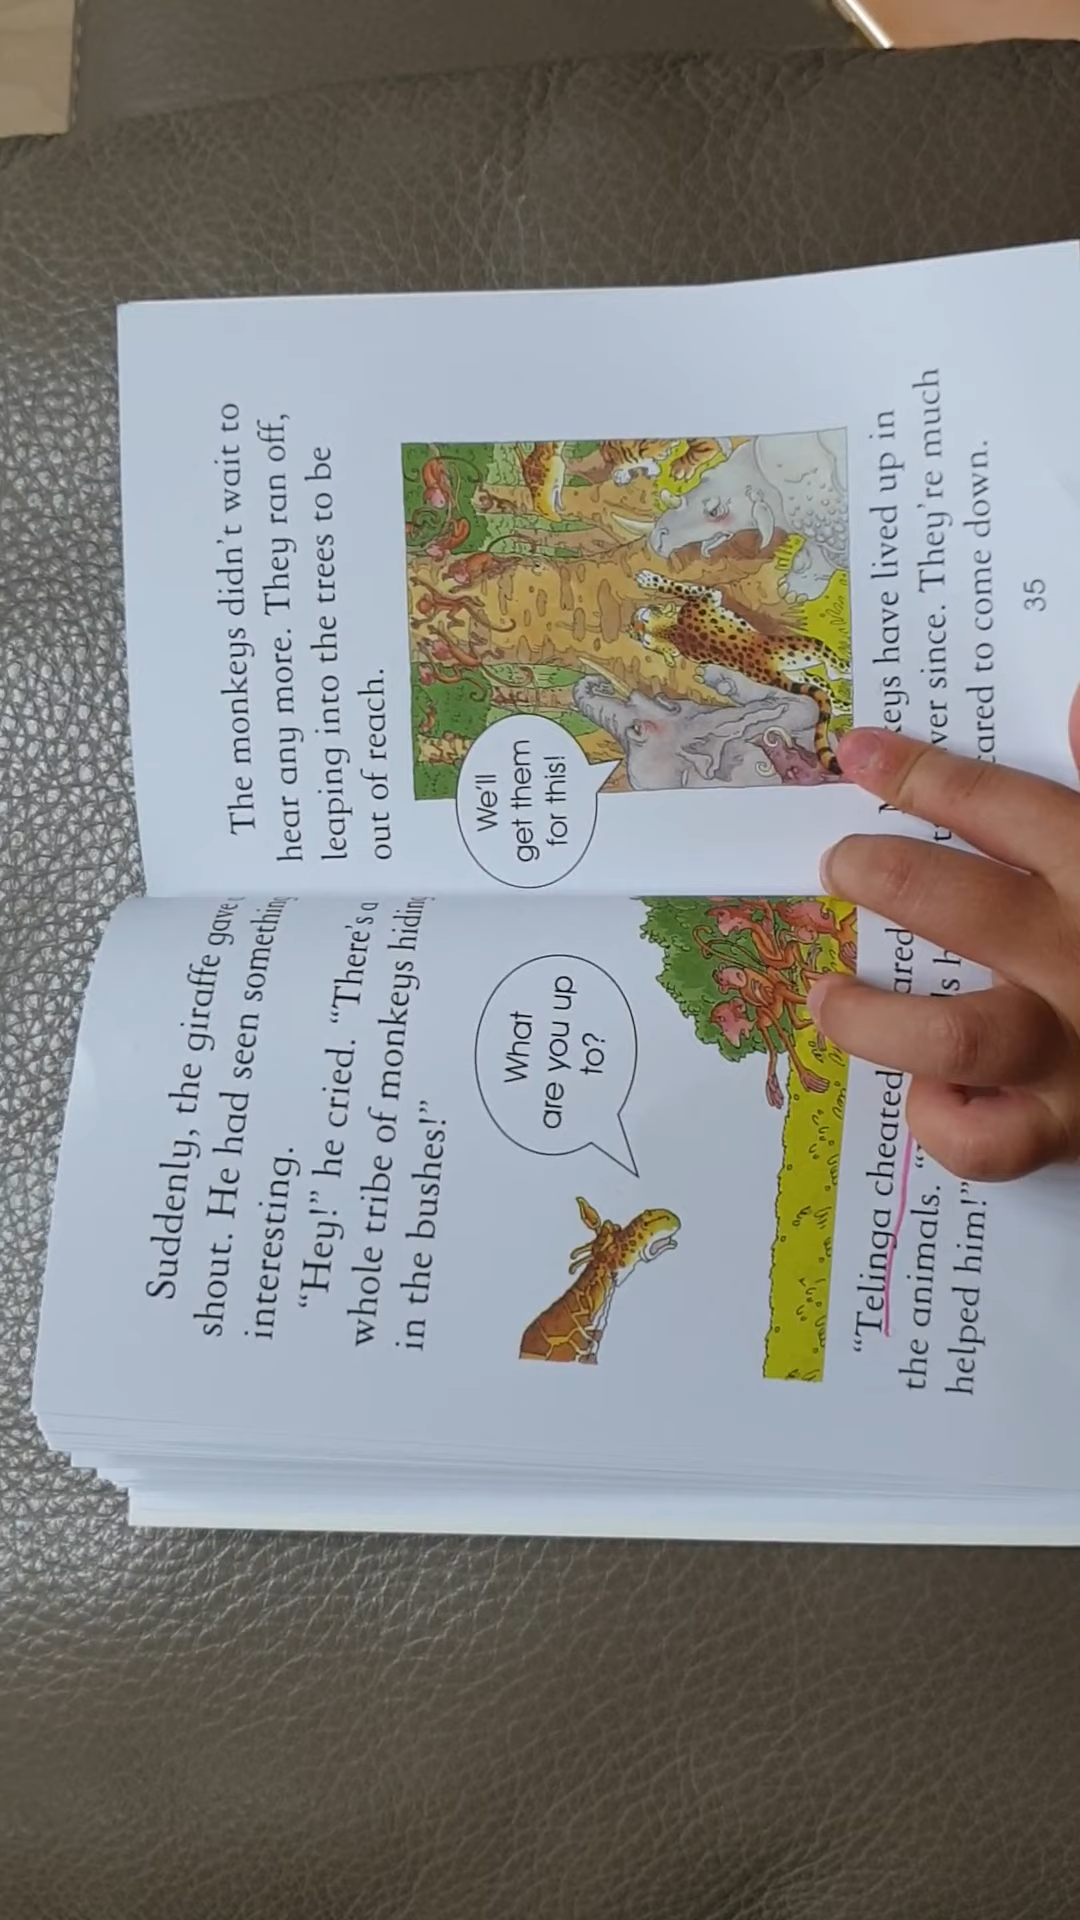 Suddenly, the giraffe gave
shout. He had seen something
interesting.
“Hey!” he cried. “There’s a
whole tribe of monkeys hiding
in the bushes!”
What
are you up
to?
“Telinga cheated
the animals.
helped him!”
The monkeys didn’t wait to
hear any more. They ran off,
leaping into the trees to be
out of reach.
We’ll
get them
for this!
have lived up in
since. They’re much
to come down.
35